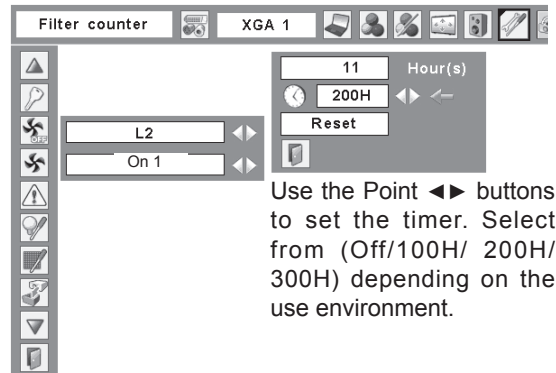 Filter counter XGA 1
11 Hour(s)
200H
Reset
OFF
L2
On 1
Use the Point ◄► buttons
to set the timer. Select
from (Off/100H/ 200H/
300H) depending on the
use environment.